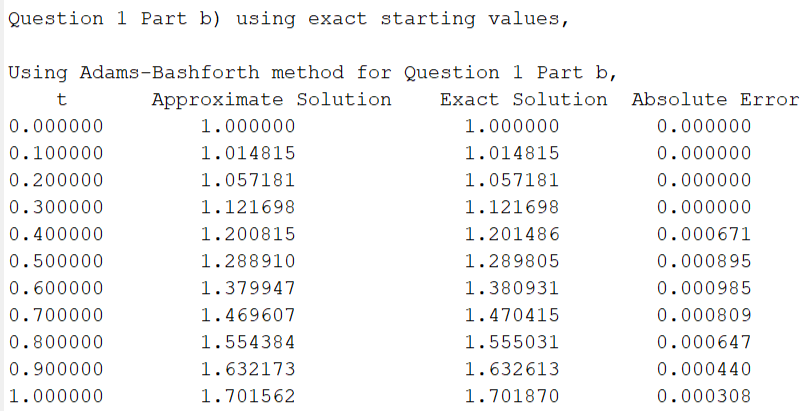 Question 1 Part b) using exact starting values,
Using Adams-Bashforth method for Question 1 Part b,
t Approximate Solution Exact Solution Absolute Error
0.000000 1.000000 1.000000 0.000000
0.100000 1.014815 1.014815 0.000000
0.200000 1.057181 1.057181 0.000000
0.300000 1.121698 1.121698 0.000000
0.400000 1.200815 1.201486 0.000671
0.500000 1.288910 1.289805 0.000895
0.600000 1.379947 1.380931 0.000985
0.700000 1.469607 1.470415 0.000809
0.800000 1.554384 1.555031 0.000647
0.900000 1.632173 1.632613 0.000440
1.000000 1.701562 1.701870 0.000308